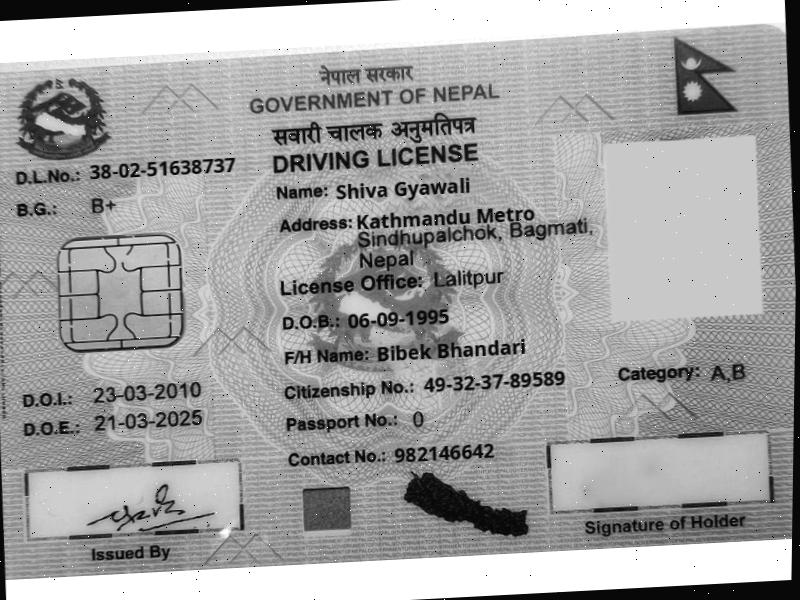 नेपाल सरकार
GOVERNMENT OF NEPAL
सवारी चालक अनुमतिपत्र
DRIVING LICENSE
D.L.No.: 38-02-51638737
B.G.: B+
Name: Shiva Gyawali
Address: Kathmandu Metro
Sindhupalchok, Bagmati,
Nepal
License Office: Lalitpur
D.O.B.: 06-09-1995
F/H Name: Bibek Bhandari
Citizenship No.: 49-32-37-89589
Category: A,B
D.O.I.: 23-03-2010
D.O.E.: 21-03-2025
Passport No.: 0
Contact No.: 982146642
Issued By
Signature of Holder